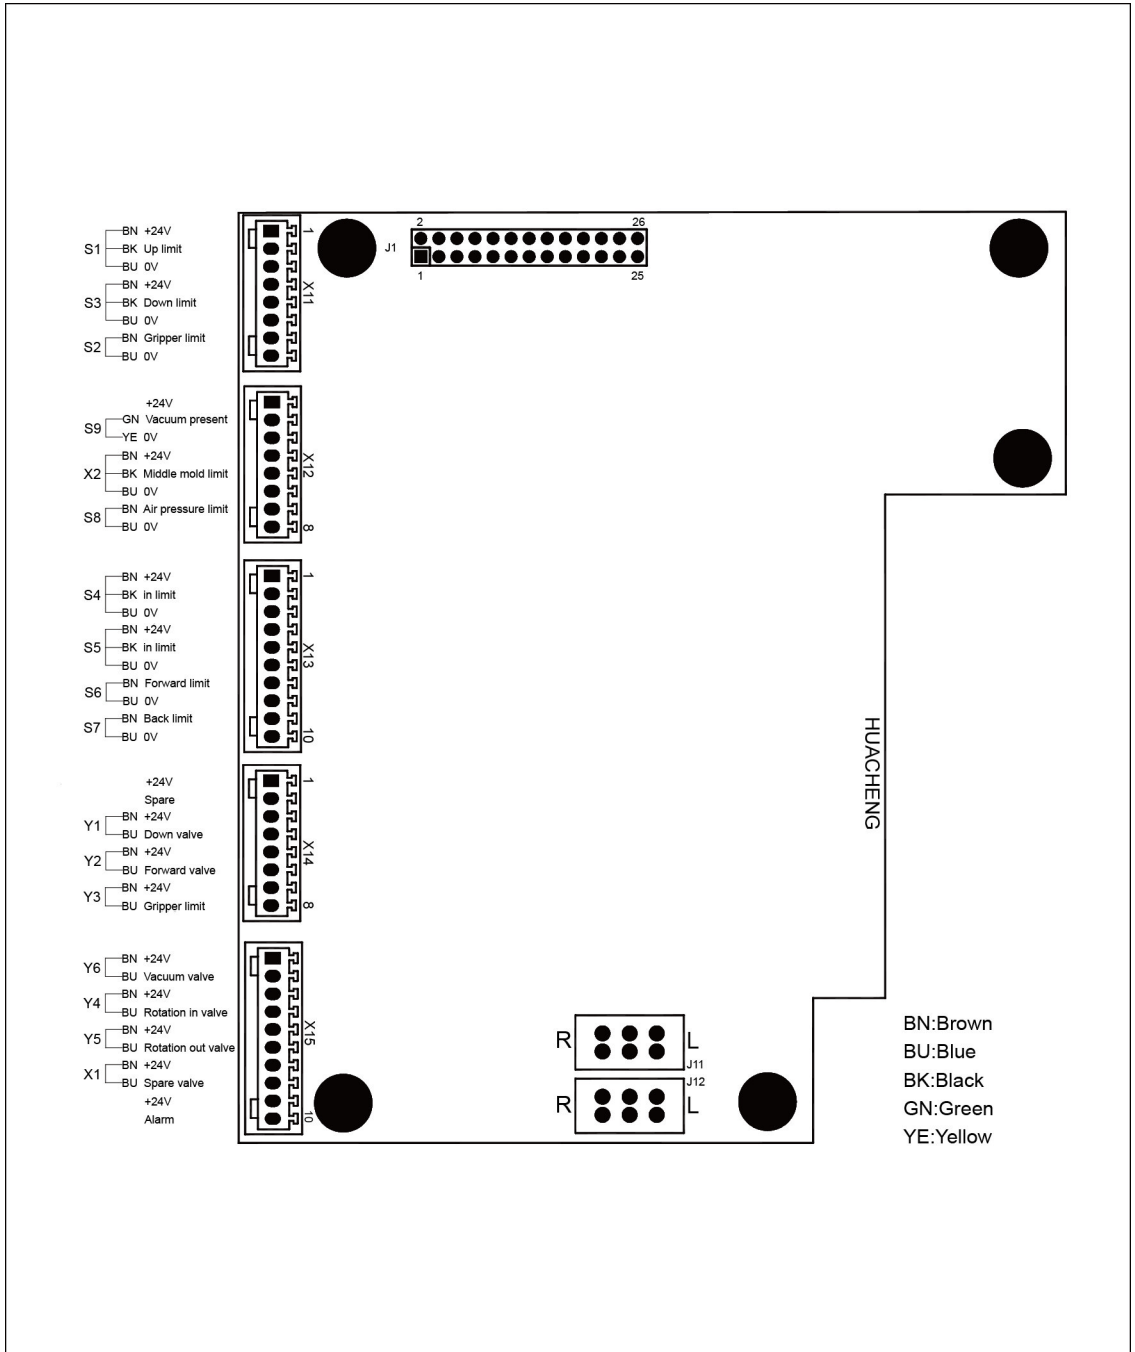 S1
BN +24V
BK Up limit
BU 0V
S3
BN +24V
BK Down limit
BU 0V
S2
BN Gripper limit
BU 0V
1
X11
J1
2
26
1
25
+24V
S9
GN Vacuum present
YE 0V
X2
BN +24V
BK Middle mold limit
BU 0V
S8
BN Air pressure limit
BU 0V
X12
8
S4
BN +24V
BK in limit
BU 0V
S5
BN +24V
BK in limit
BU 0V
S6
BN Forward limit
BU 0V
S7
BN Back limit
BU 0V
1
X13
10
+24V
Spare
Y1
BN +24V
BU Down valve
Y2
BN +24V
BU Forward valve
Y3
BN +24V
BU Gripper limit
1
X14
8
Y6
BN +24V
BU Vacuum valve
Y4
BN +24V
BU Rotation in valve
Y5
BN +24V
BU Rotation out valve
X1
BN +24V
BU Spare valve
+24V
Alarm
X15
10
HUACHENG
R L
J11
J12
R L
BN:Brown
BU:Blue
BK:Black
GN:Green
YE:Yellow